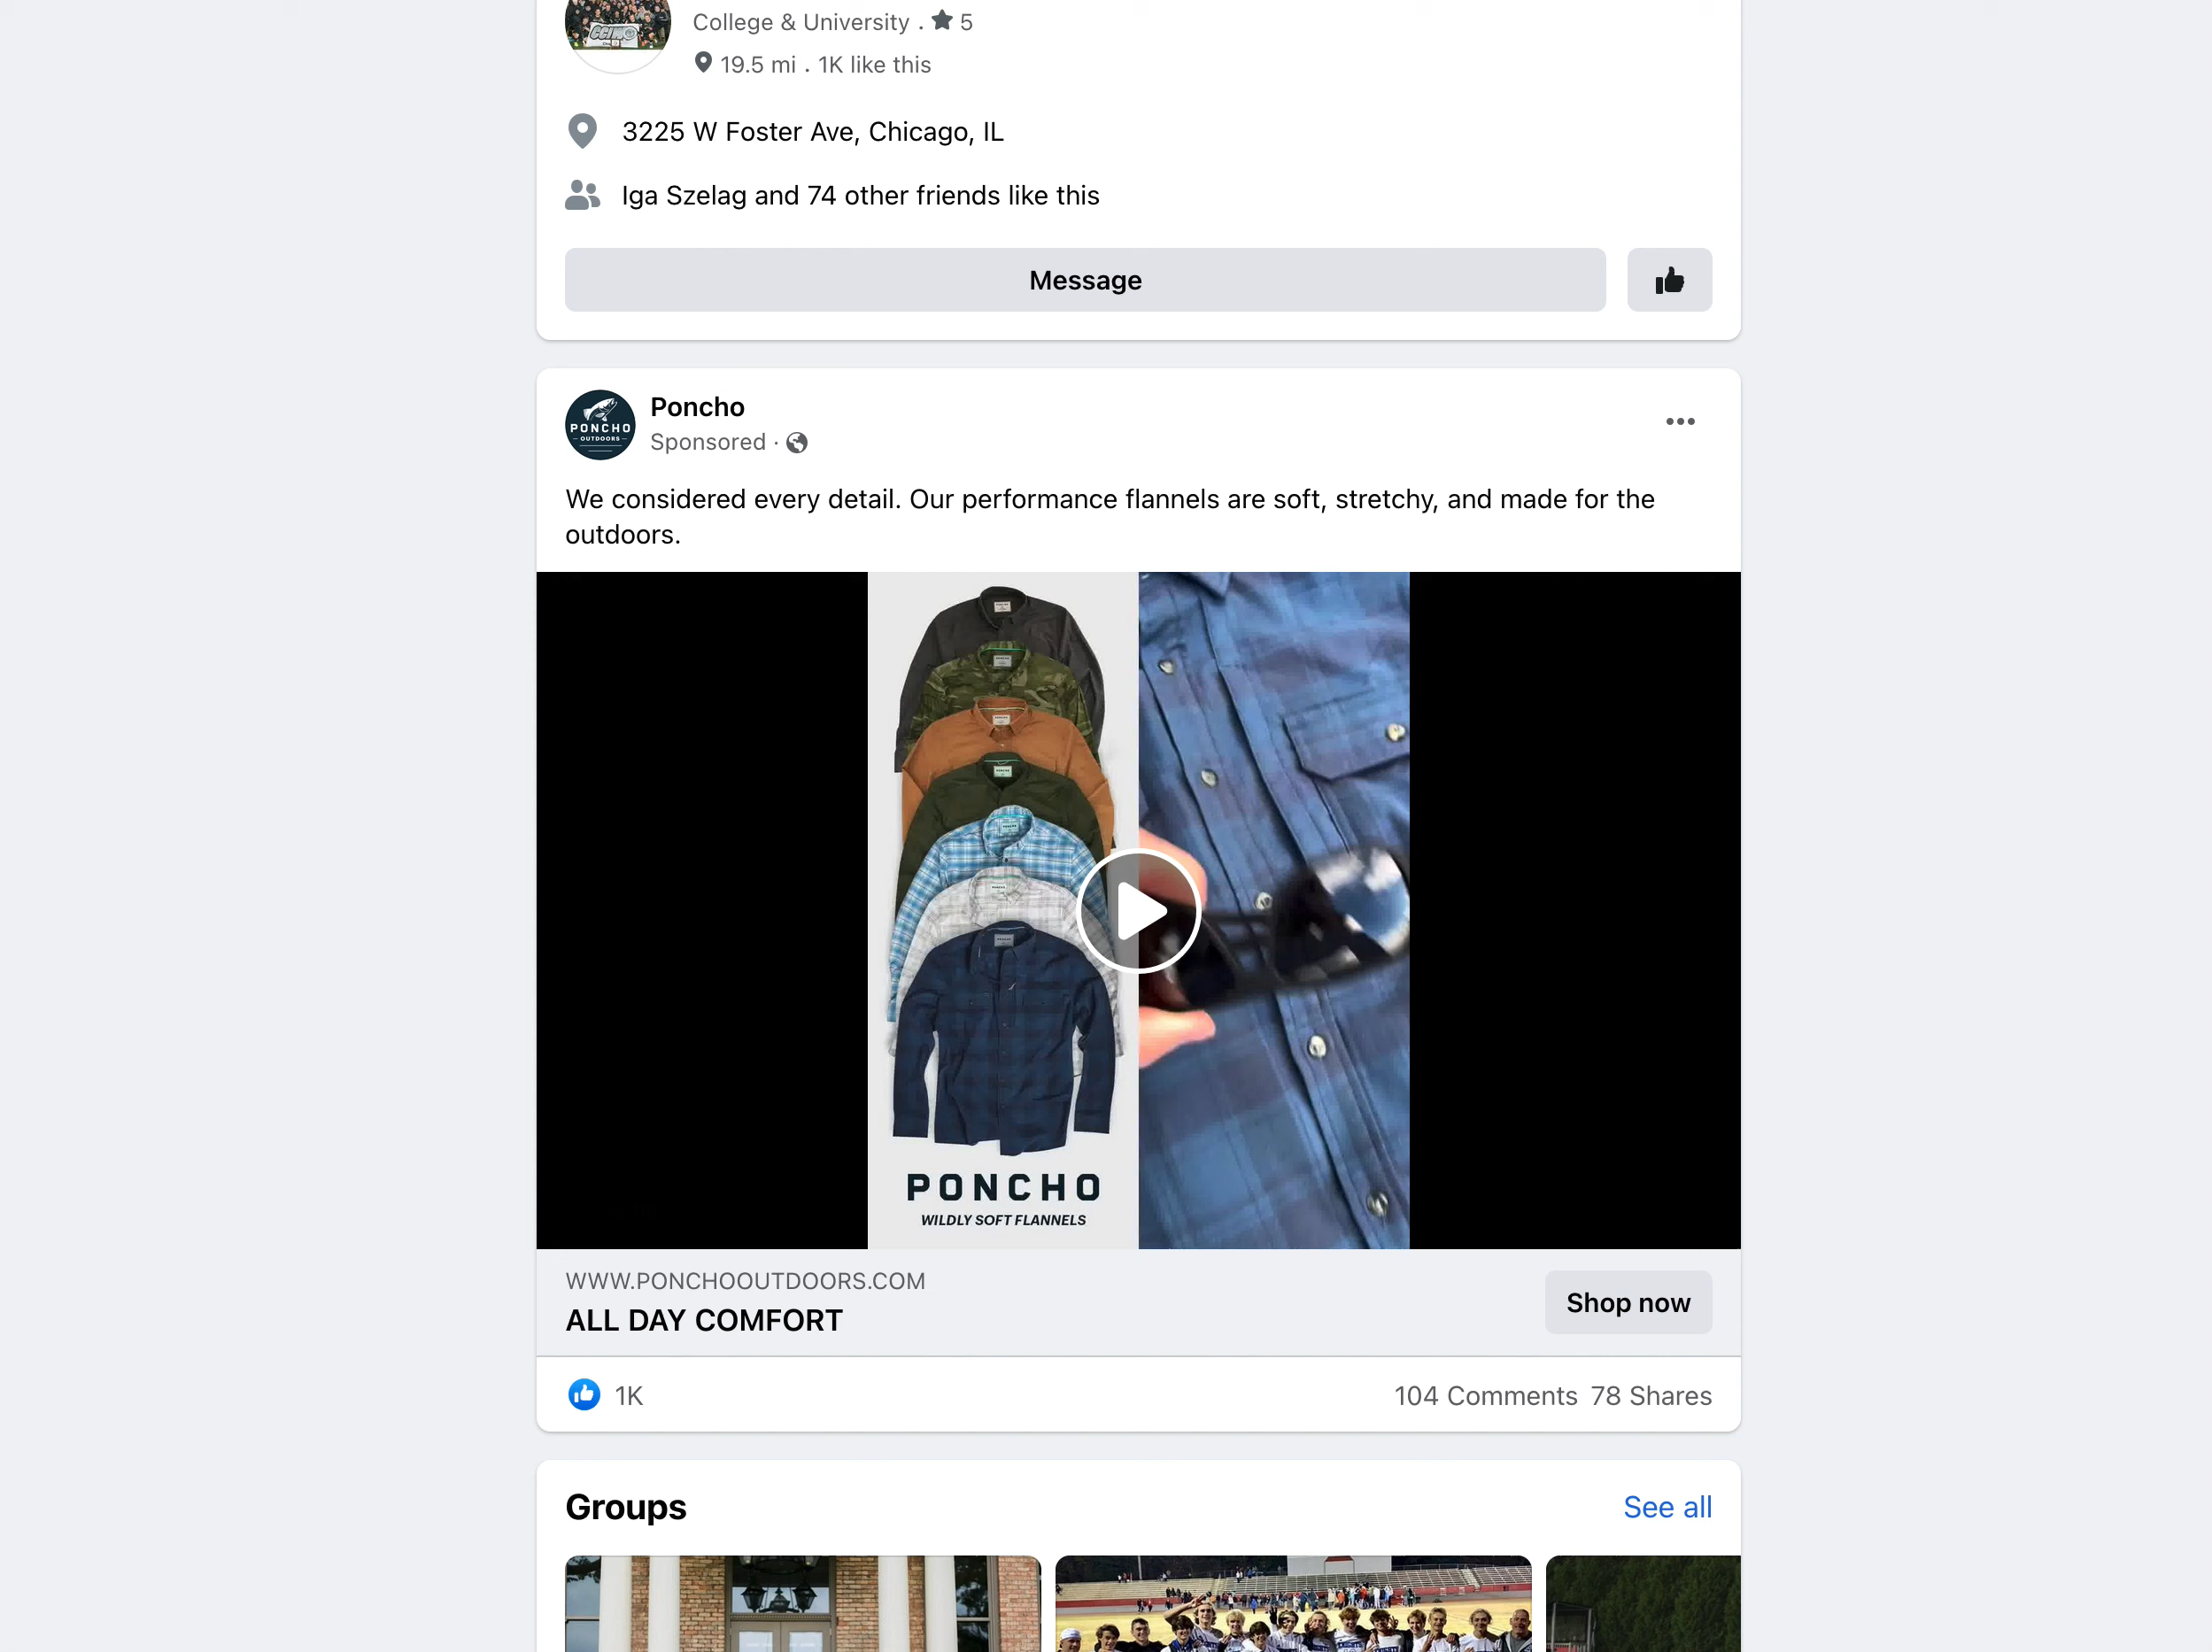 CCIW
College & University . ★ 5
19.5 mi . 1K like this
3225 W Foster Ave, Chicago, IL
Iga Szelag and 74 other friends like this
Message
PONCHO
OUTDOORS
Poncho
Sponsored ·
We considered every detail. Our performance flannels are soft, stretchy, and made for the
outdoors.
PONCHO
WILDLY SOFT FLANNELS
WWW.PONCHOOUTDOORS.COM
ALL DAY COMFORT
Shop now
1K
104 Comments 78 Shares
Groups
See all